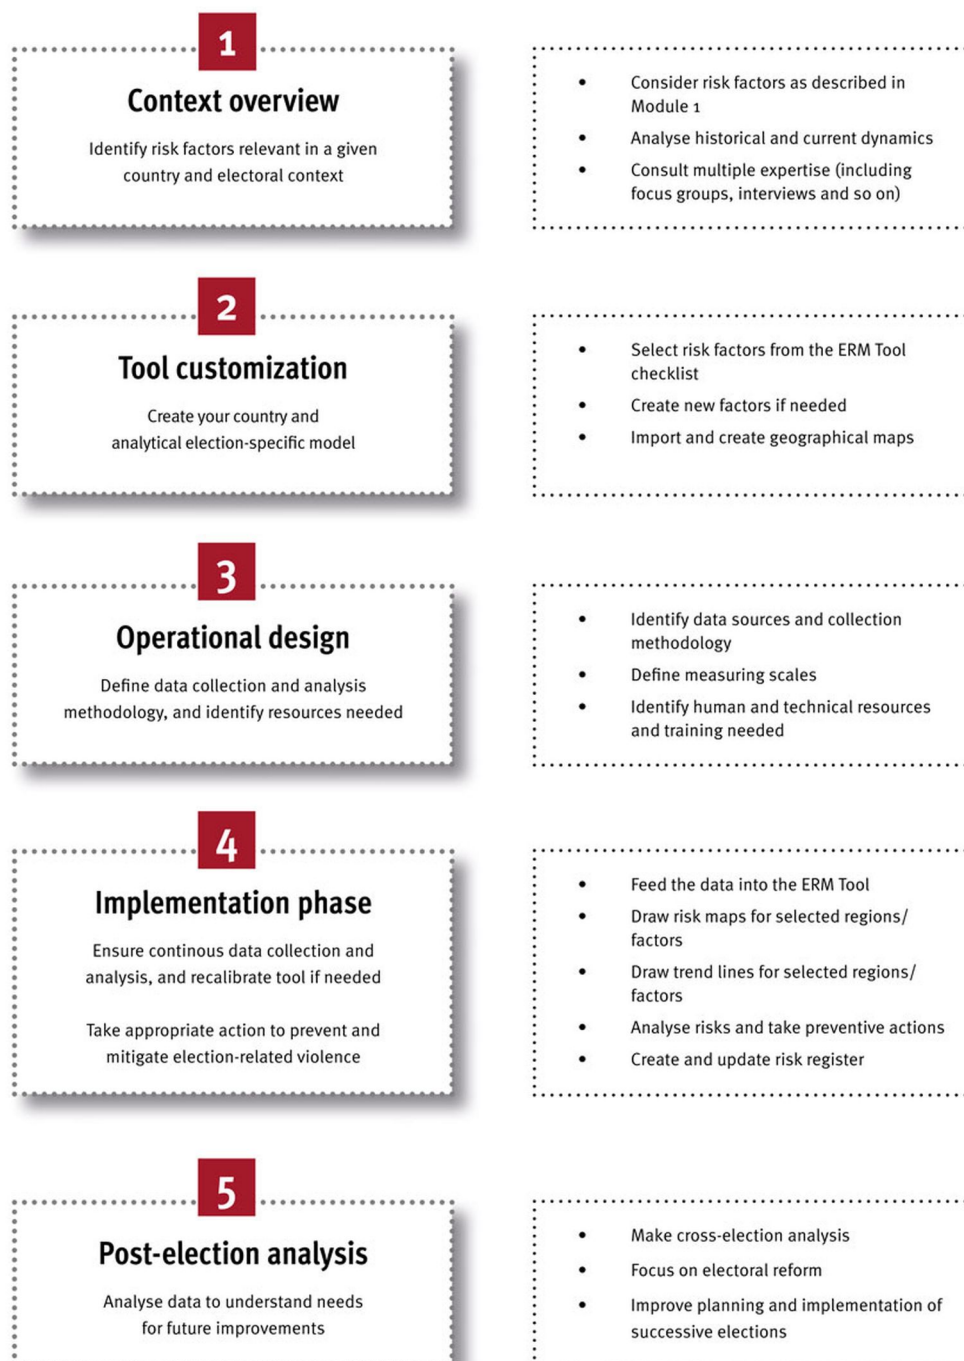 1
Context overview
Identify risk factors relevant in a given
country and electoral context
• Consider risk factors as described in
Module 1
• Analyse historical and current dynamics
• Consult multiple expertise (including
focus groups, interviews and so on)
2
Tool customization
Create your country and
analytical election-specific model
• Select risk factors from the ERM Tool
checklist
• Create new factors if needed
• Import and create geographical maps
3
Operational design
Define data collection and analysis
methodology, and identify resources needed
• Identify data sources and collection
methodology
• Define measuring scales
• Identify human and technical resources
and training needed
4
Implementation phase
Ensure continous data collection and
analysis, and recalibrate tool if needed
Take appropriate action to prevent and
mitigate election-related violence
• Feed the data into the ERM Tool
• Draw risk maps for selected regions/
factors
• Draw trend lines for selected regions/
factors
• Analyse risks and take preventive actions
• Create and update risk register
5
Post-election analysis
Analyse data to understand needs
for future improvements
• Make cross-election analysis
• Focus on electoral reform
• Improve planning and implementation of
successive elections